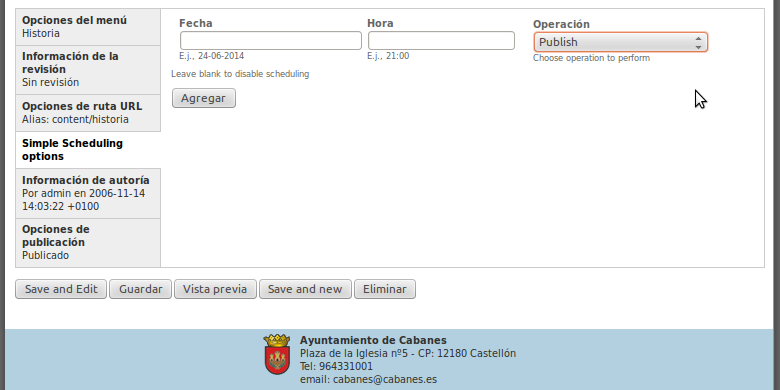 Opciones del menú
Historia
Información de la
revisión
Sin revisión
Opciones de ruta URL
Alias: content/historia
Simple Scheduling
options
Información de autoría
Por admin en 2006-11-14
14:03:22 +0100
Opciones de
publicación
Publicado
Fecha
E.j., 24-06-2014
Hora
E.j., 21:00
Operación
Publish
Choose operation to perform
Leave blank to disable scheduling
Agregar
Save and Edit
Guardar
Vista previa
Save and new
Eliminar
Ayuntamiento de Cabanes
Plaza de la Iglesia nº5 - CP: 12180 Castellón
Tel: 964331001
email: cabanes@cabanes.es